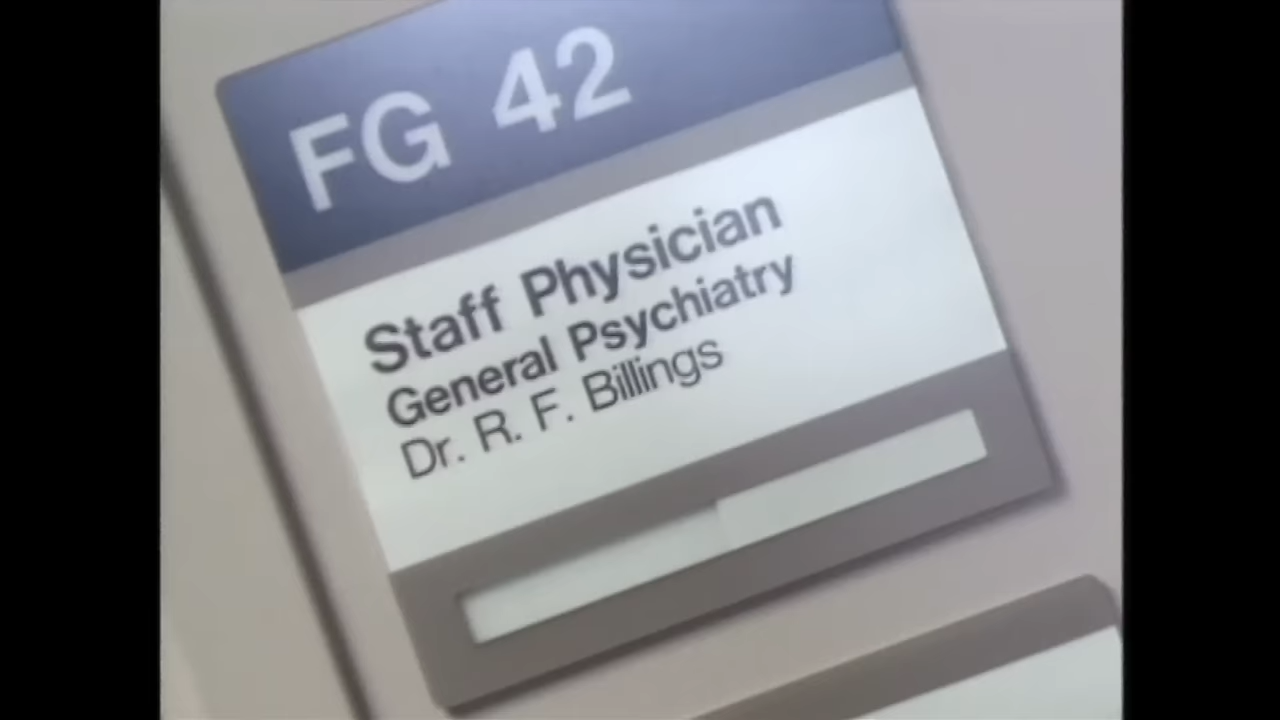 FG 42
Staff Physician
General Psychiatry
Dr. R. F. Billings